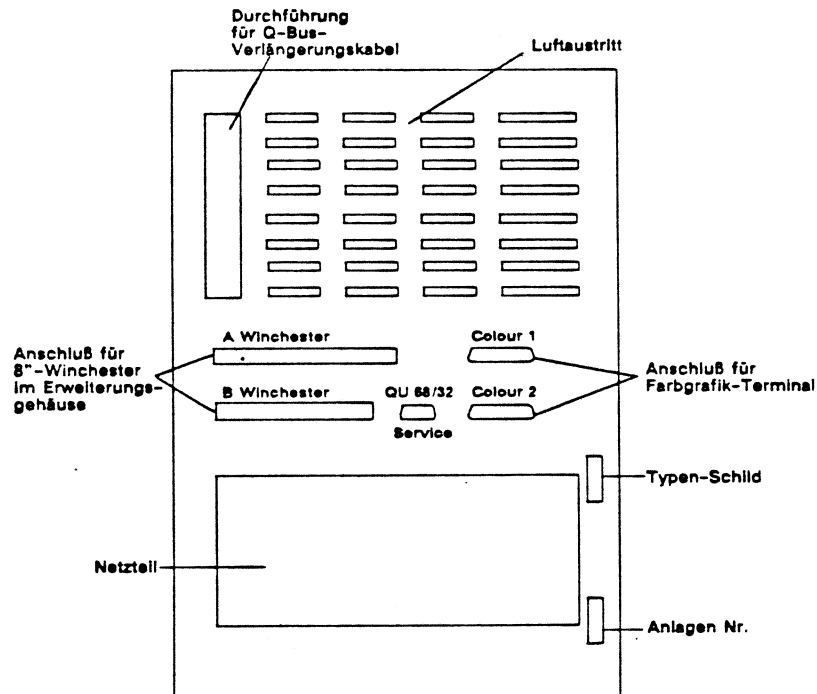 Durchführung
für Q-Bus-
Verlängerungskabel
Luftaustritt
A Winchester
Colour 1
Anschluß für
8"-Winchester
im Erweiterungs-
gehäuse
Anschluß für
Farbgrafik-Terminal
B Winchester
QU 68/32
Colour 2
Service
Typen-Schild
Netzteil
Anlagen Nr.